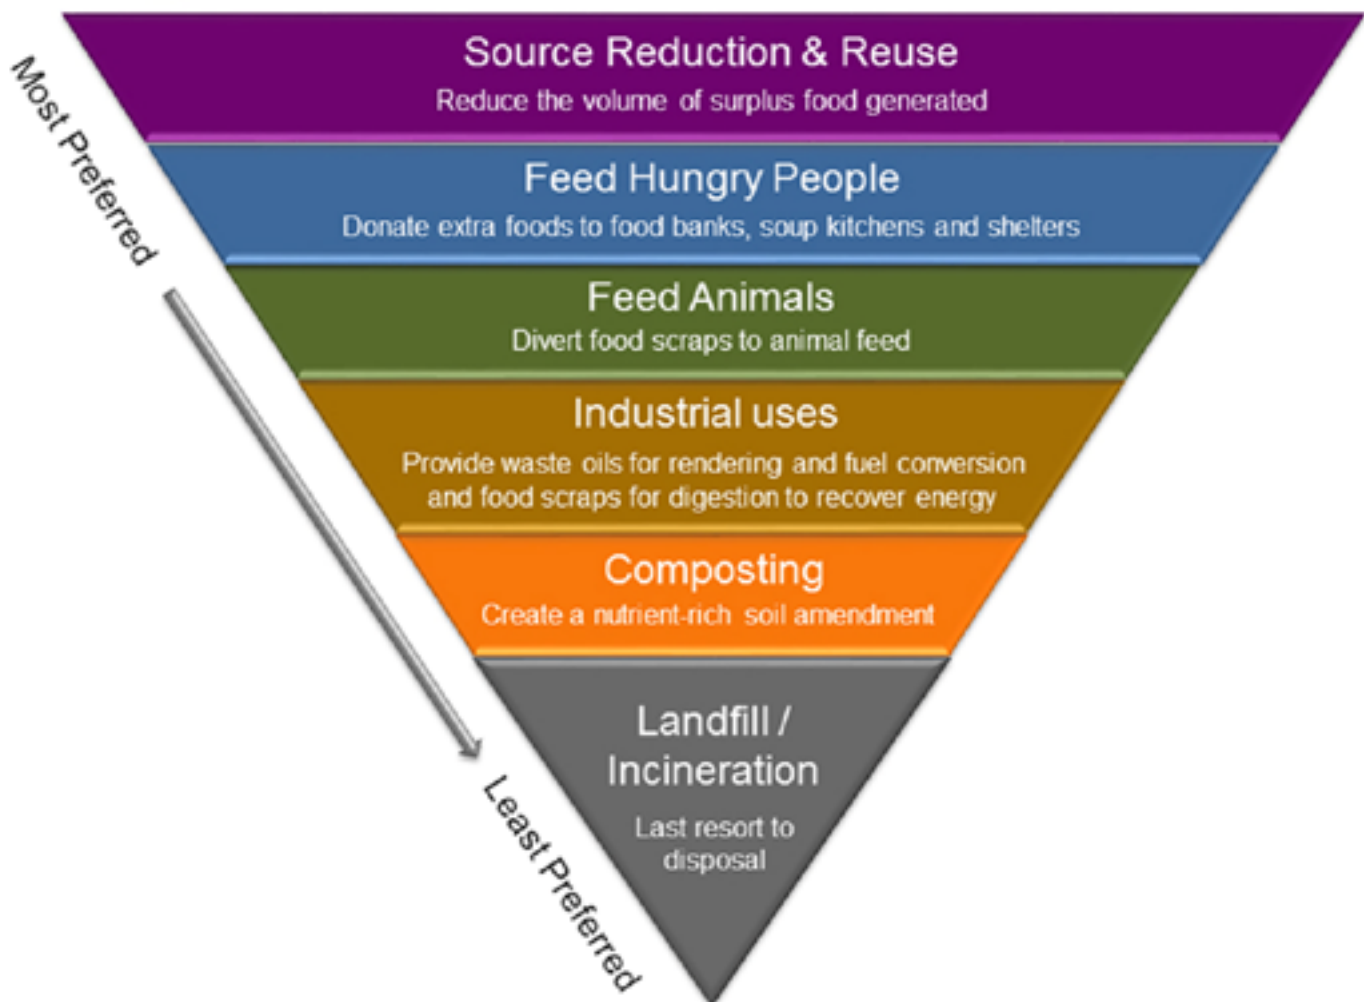 Source Reduction & Reuse
Reduce the volume of surplus food generated
Feed Hungry People
Donate extra foods to food banks, soup kitchens and shelters
Feed Animals
Divert food scraps to animal feed
Industrial uses
Provide waste oils for rendering and fuel conversion
and food scraps for digestion to recover energy
Composting
Create a nutrient-rich soil amendment
Landfill /
Incineration
Last resort to
disposal
Most Preferred
Least Preferred